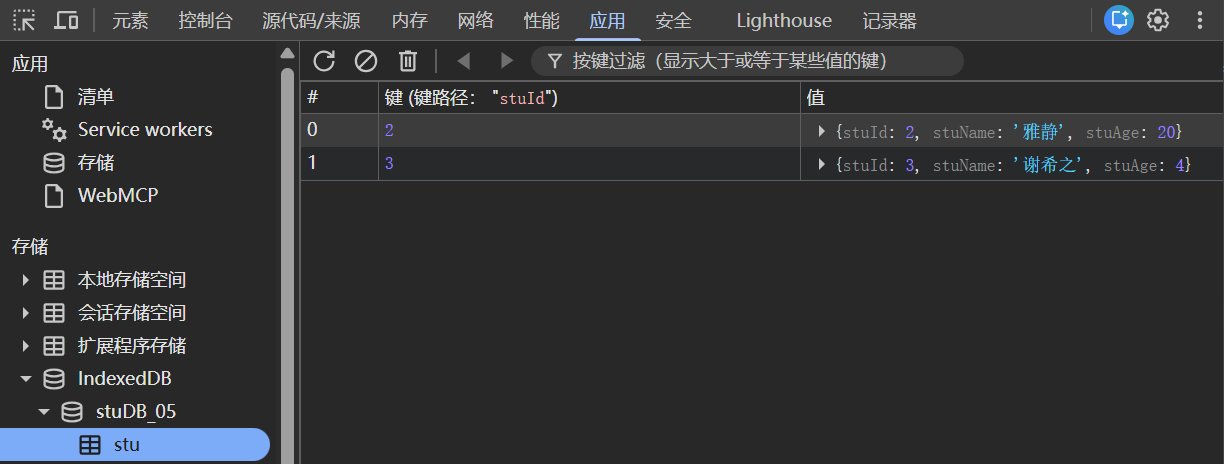 元素 控制台 源代码/来源 内存 网络 性能 应用 安全 Lighthouse 记录器
应用
清单
Service workers
存储
WebMCP
存储
本地存储空间
会话存储空间
扩展程序存储
IndexedDB
stuDB_05
stu
按键过滤（显示大于或等于某些值的键）
# 键 (键路径： "stuId") 值
0 2 {stuId: 2, stuName: '雅静', stuAge: 20}
1 3 {stuId: 3, stuName: '谢希之', stuAge: 4}